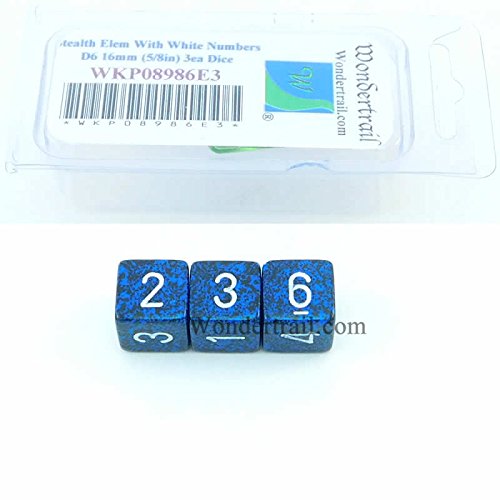 tealth Elem With White Numbers
D6 16mm (5/8in) 3ea Dice
WKP08986E3
*WKP08986E3*
Wondertrail
Wondertrail.com
®
2 3 6
3 1 4
Wondertrail.com